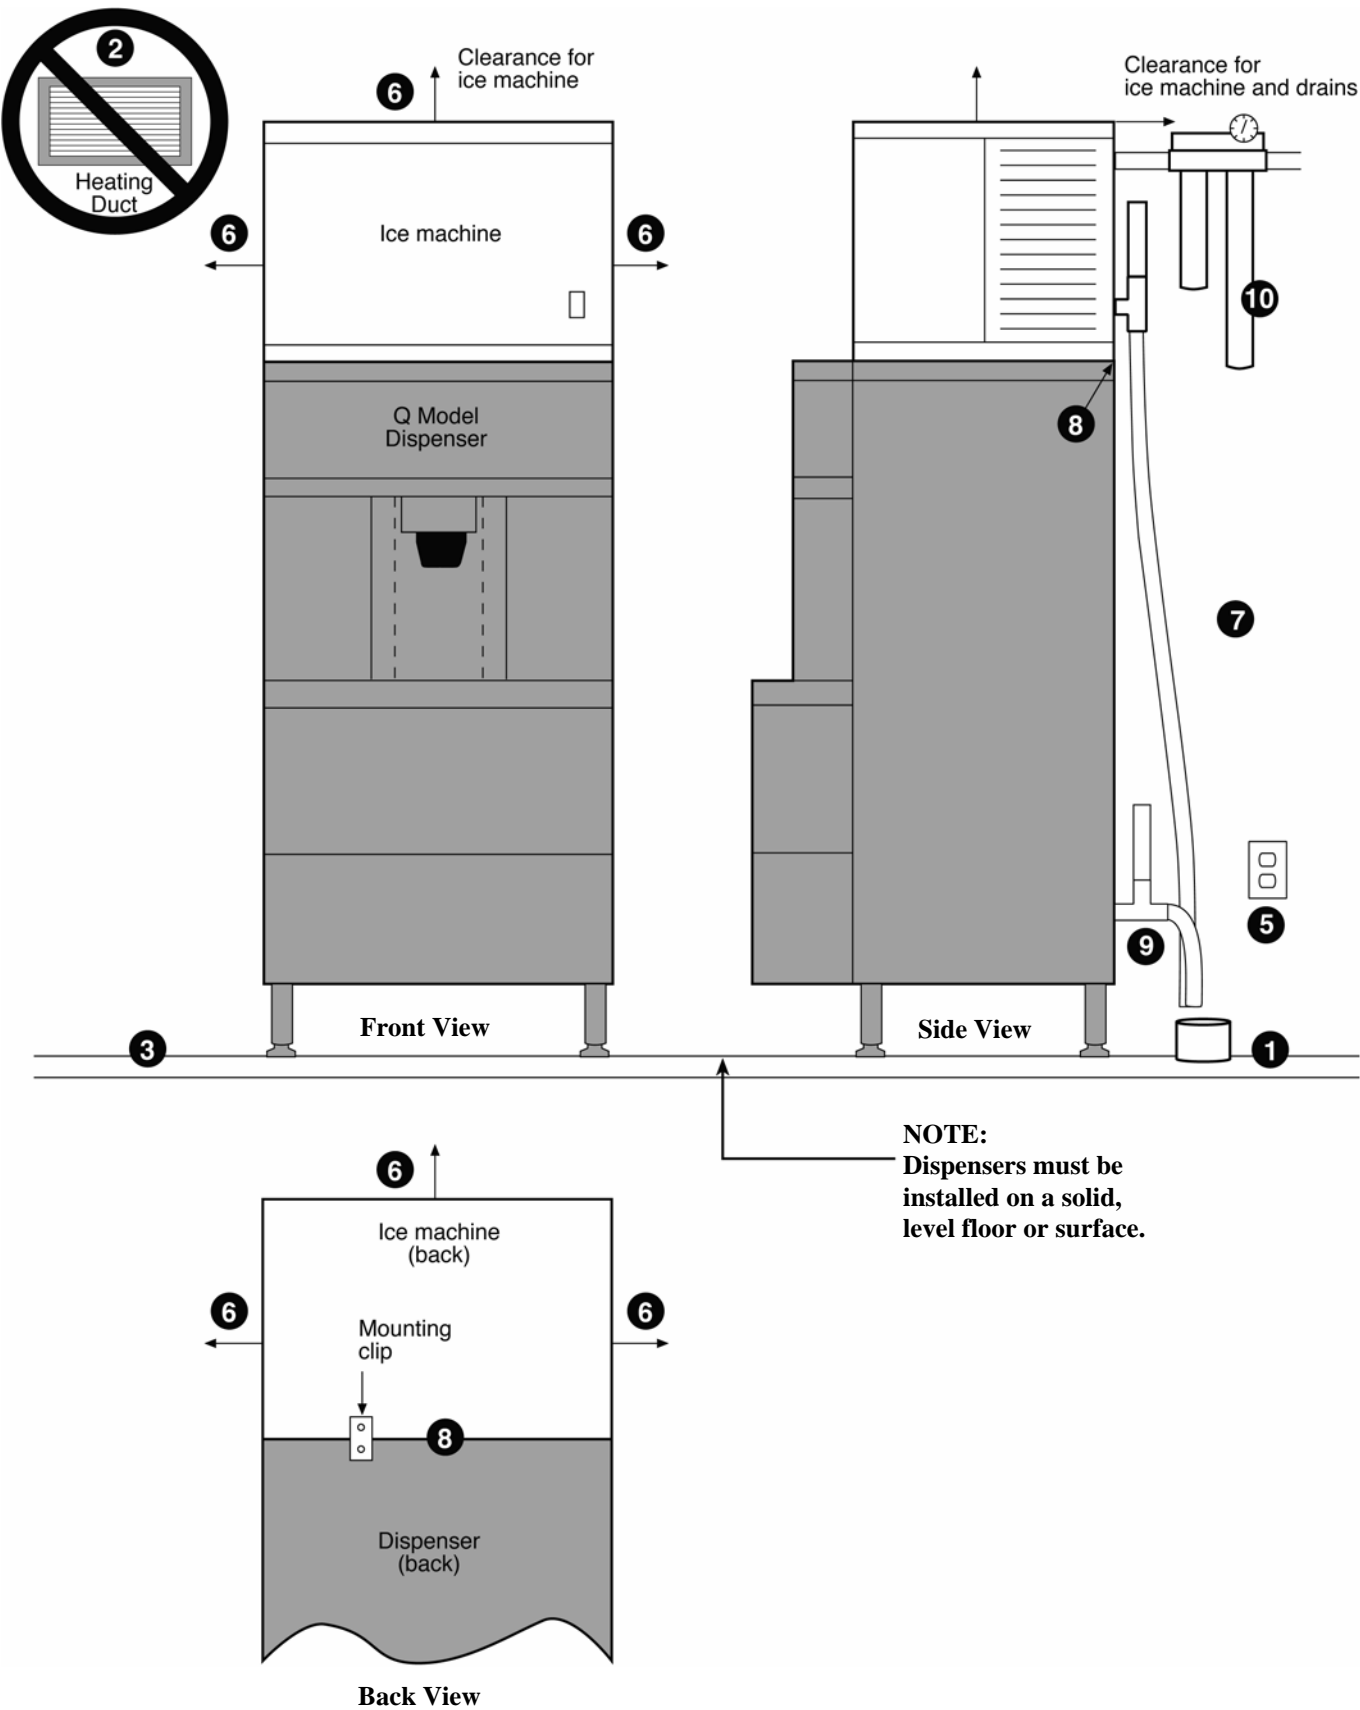 2
Heating
Duct
6
Clearance for
ice machine
Clearance for
ice machine and drains
6
Ice machine
6
10
Q Model
Dispenser
8
7
5
9
Front View
Side View
3
1
NOTE:
Dispensers must be
installed on a solid,
level floor or surface.
6
Ice machine
(back)
6
6
Mounting
clip
8
Dispenser
(back)
Back View